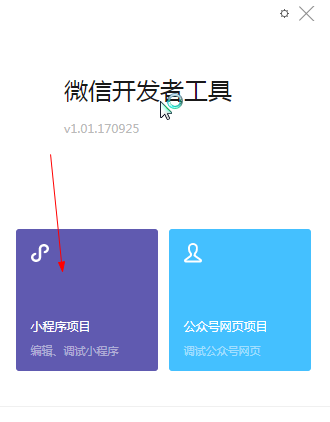 微信开发者工具
v1.01.170925
小程序项目
编辑、调试小程序
公众号网页项目
调试公众号网页